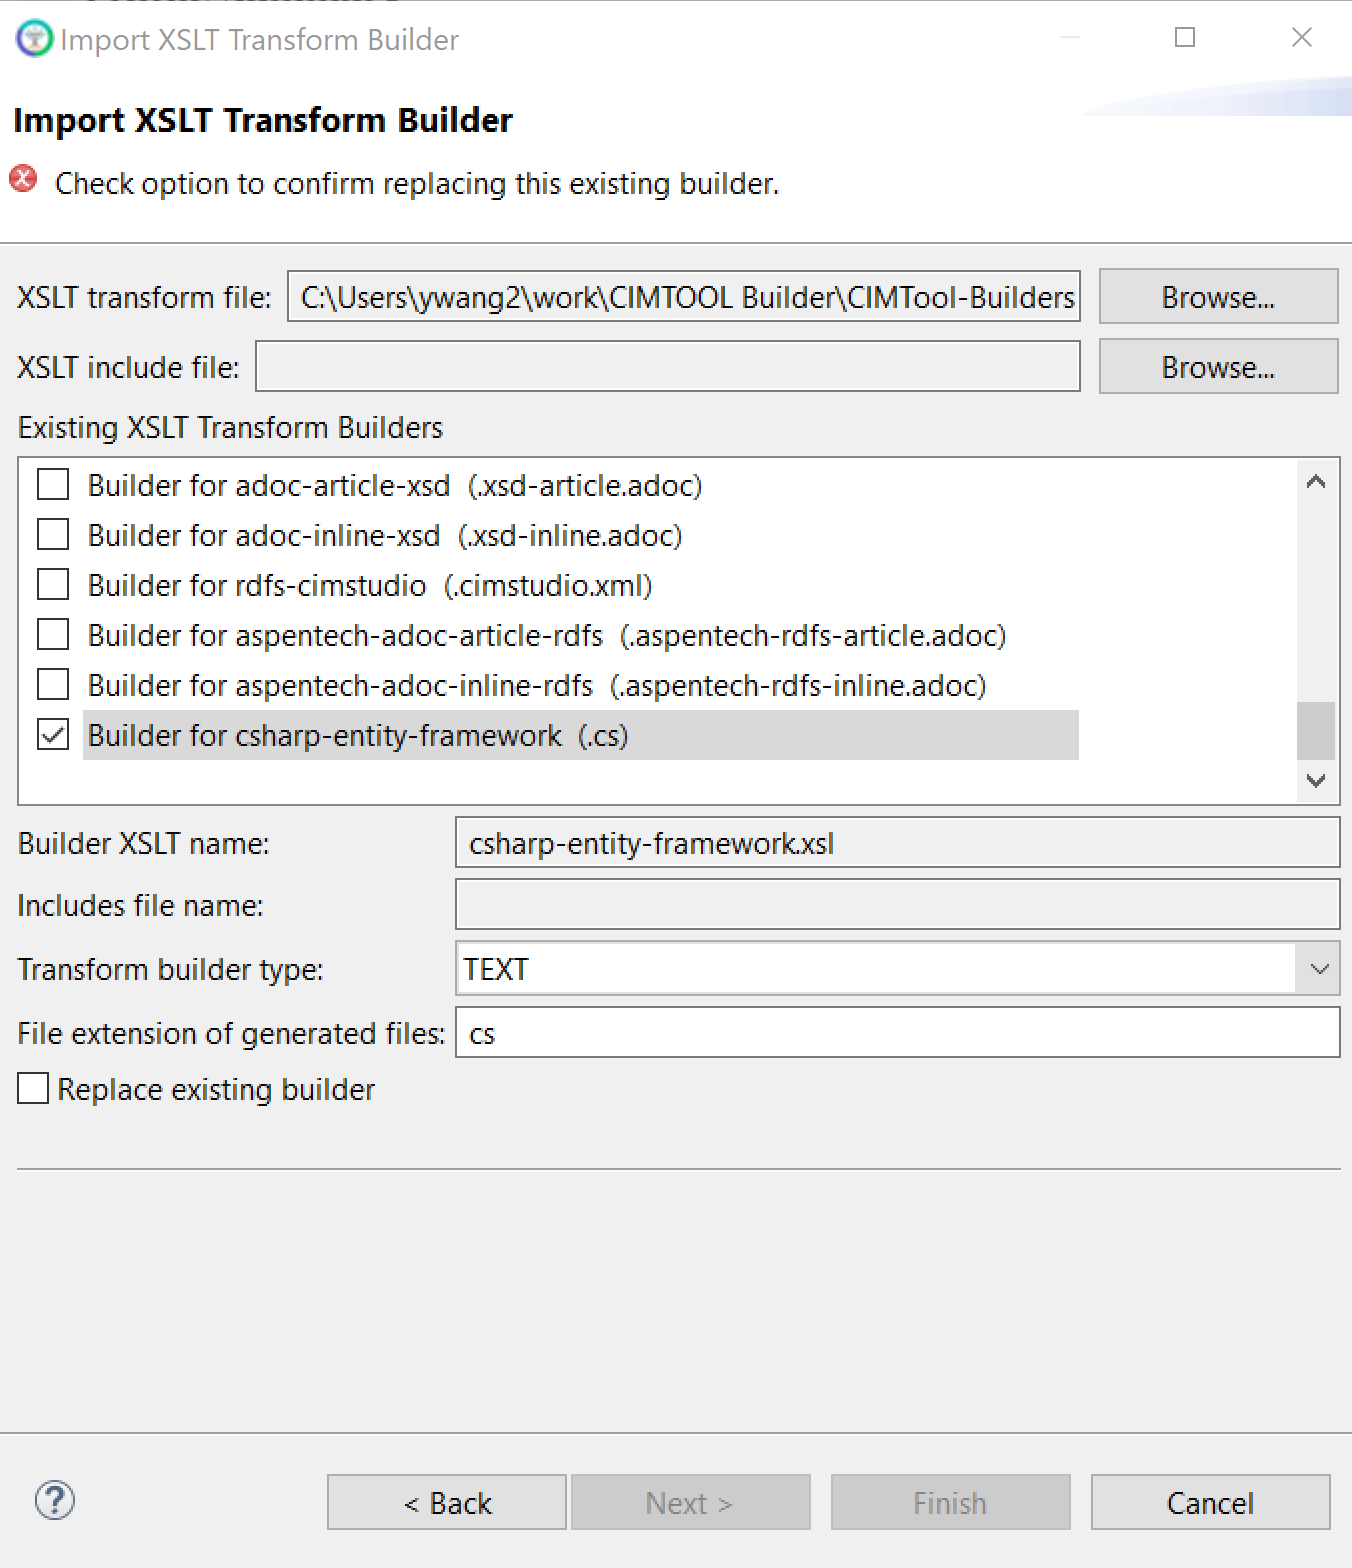 Import XSLT Transform Builder
Import XSLT Transform Builder
Check option to confirm replacing this existing builder.
XSLT transform file: C:\Users\ywang2\work\CIMTOOL Builder\CIMTool-Builders Browse...
XSLT include file: Browse...
Existing XSLT Transform Builders
Builder for adoc-article-xsd (.xsd-article.adoc)
Builder for adoc-inline-xsd (.xsd-inline.adoc)
Builder for rdfs-cimstudio (.cimstudio.xml)
Builder for aspentech-adoc-article-rdfs (.aspentech-rdfs-article.adoc)
Builder for aspentech-adoc-inline-rdfs (.aspentech-rdfs-inline.adoc)
Builder for csharp-entity-framework (.cs)
Builder XSLT name: csharp-entity-framework.xsl
Includes file name:
Transform builder type: TEXT
File extension of generated files: cs
Replace existing builder
? < Back Next > Finish Cancel